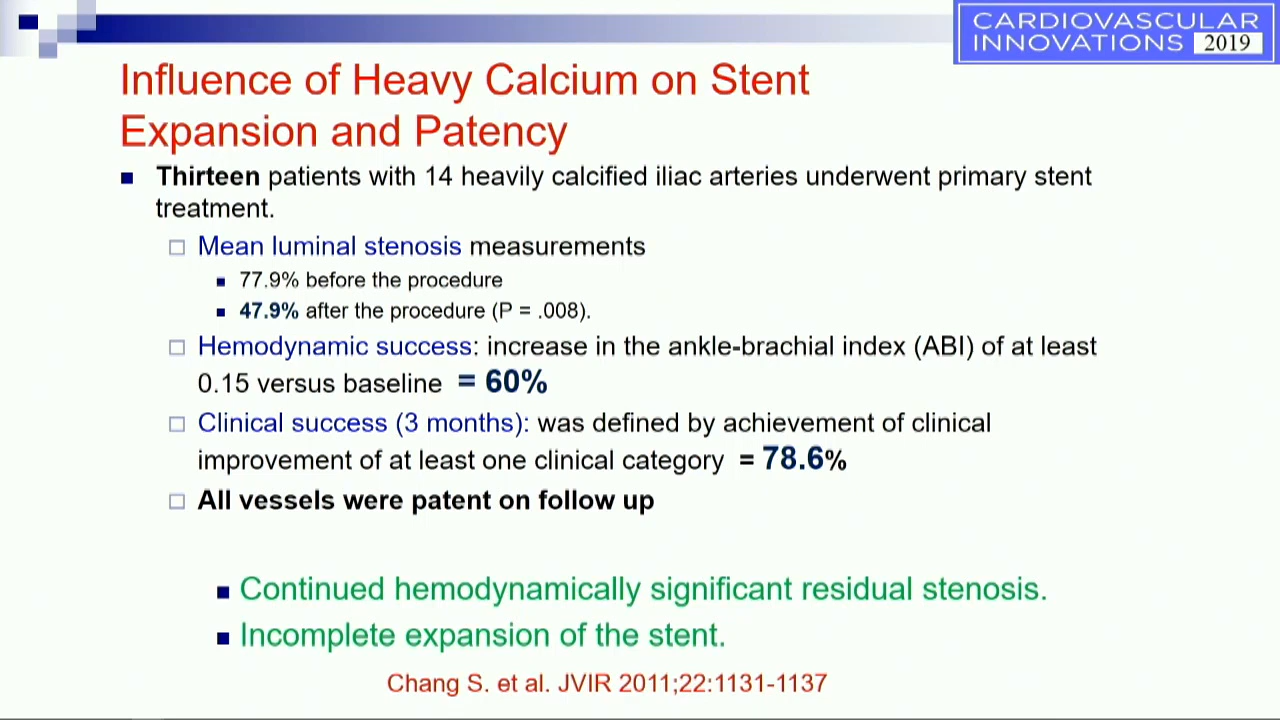 CARDIOVASCULAR
INNOVATIONS 2019
Influence of Heavy Calcium on Stent
Expansion and Patency
Thirteen patients with 14 heavily calcified iliac arteries underwent primary stent
treatment.
Mean luminal stenosis measurements
77.9% before the procedure
47.9% after the procedure (P = .008).
Hemodynamic success: increase in the ankle-brachial index (ABI) of at least
0.15 versus baseline = 60%
Clinical success (3 months): was defined by achievement of clinical
improvement of at least one clinical category = 78.6%
All vessels were patent on follow up
Continued hemodynamically significant residual stenosis.
Incomplete expansion of the stent.
Chang S. et al. JVIR 2011;22:1131-1137